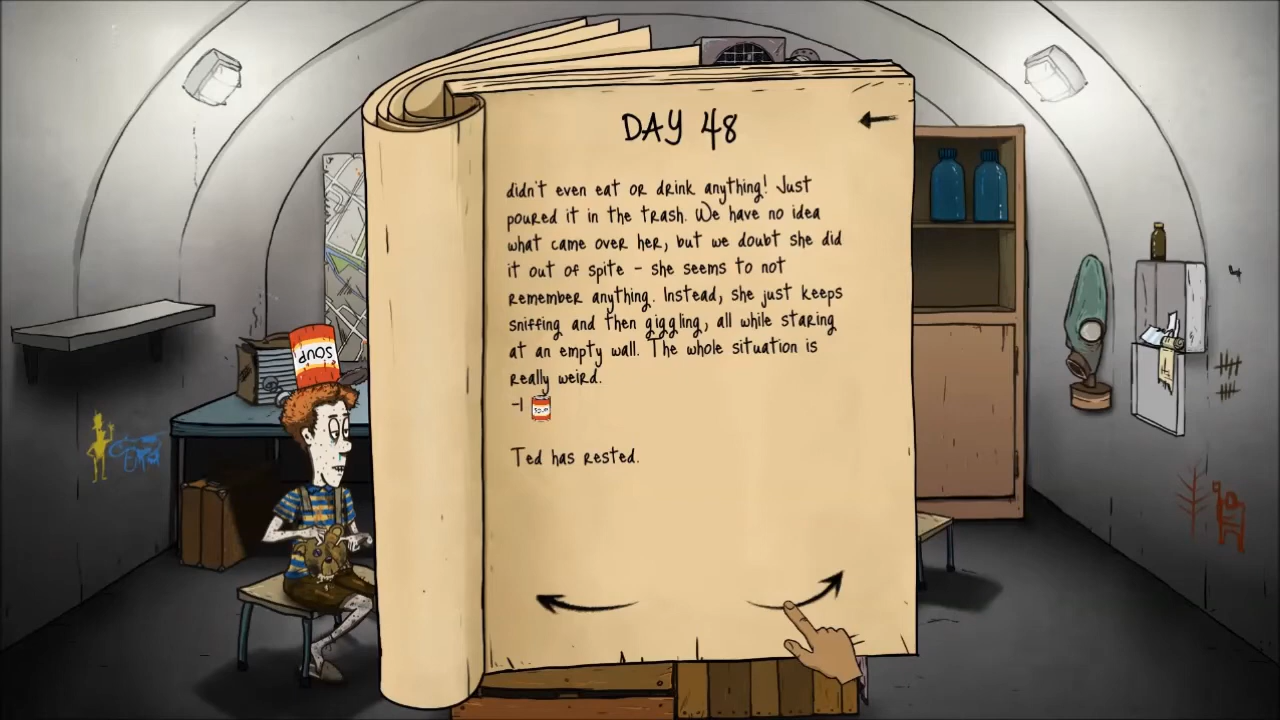 DAY 48
didn't even eat or drink anything! Just
poured it in the trash. We have no idea
what came over her, but we doubt she did
it out of spite - she seems to not
remember anything. Instead, she just keeps
sniffing and then giggling, all while staring
at an empty wall. The whole situation is
really weird.
-1 SOUP
Ted has rested.
SOUP